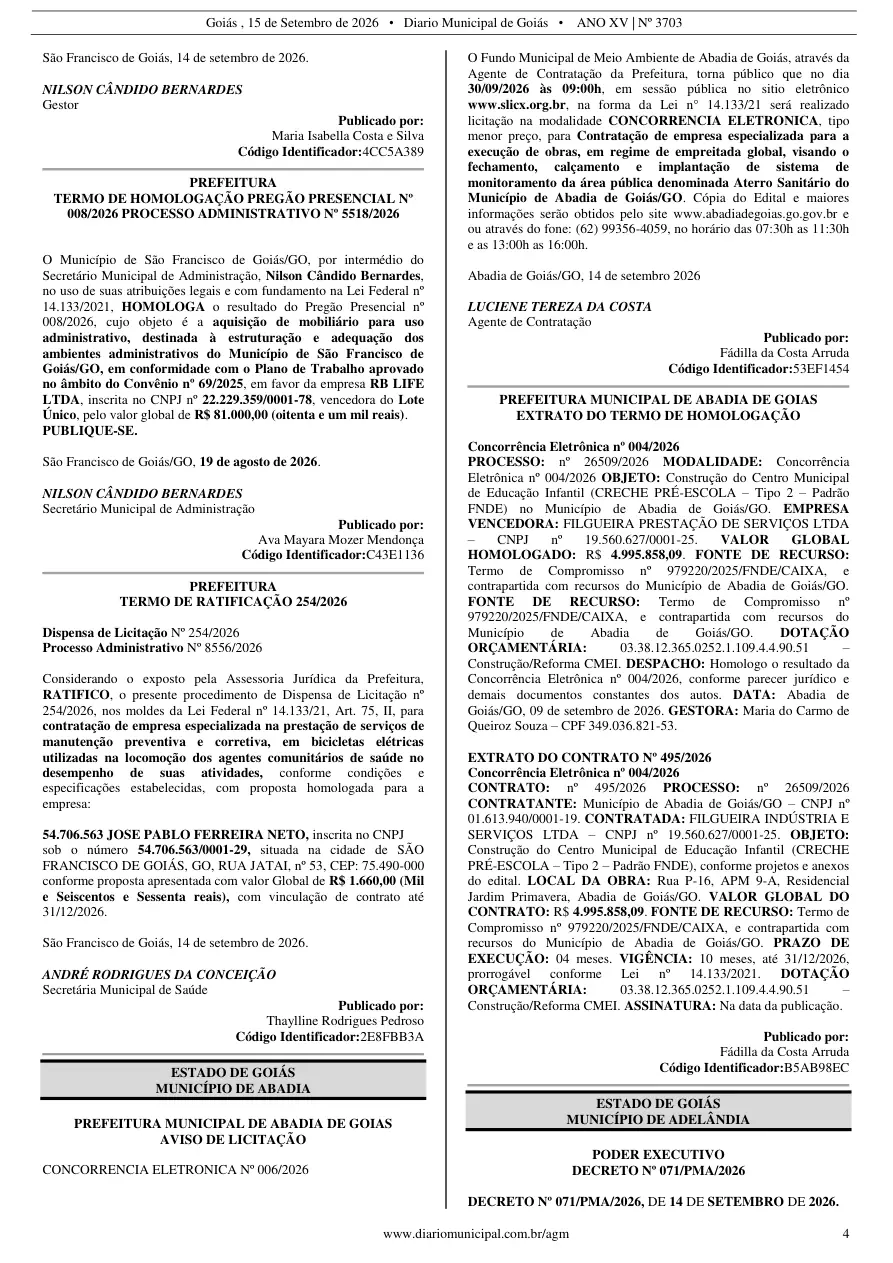 Goiás , 15 de Setembro de 2026 • Diario Municipal de Goiás • ANO XV | Nº 3703
São Francisco de Goiás, 14 de setembro de 2026.
NILSON CÂNDIDO BERNARDES
Gestor
Publicado por:
Maria Isabella Costa e Silva
Código Identificador:4CC5A389
PREFEITURA
TERMO DE HOMOLOGAÇÃO PREGÃO PRESENCIAL Nº
008/2026 PROCESSO ADMINISTRATIVO Nº 5518/2026
O Município de São Francisco de Goiás/GO, por intermédio do
Secretário Municipal de Administração, Nilson Cândido Bernardes,
no uso de suas atribuições legais e com fundamento na Lei Federal nº
14.133/2021, HOMOLOGA o resultado do Pregão Presencial nº
008/2026, cujo objeto é a aquisição de mobiliário para uso
administrativo, destinada à estruturação e adequação dos
ambientes administrativos do Município de São Francisco de
Goiás/GO, em conformidade com o Plano de Trabalho aprovado
no âmbito do Convênio nº 69/2025, em favor da empresa RB LIFE
LTDA, inscrita no CNPJ nº 22.229.359/0001-78, vencedora do Lote
Único, pelo valor global de R$ 81.000,00 (oitenta e um mil reais).
PUBLIQUE-SE.
São Francisco de Goiás/GO, 19 de agosto de 2026.
NILSON CÂNDIDO BERNARDES
Secretário Municipal de Administração
Publicado por:
Ava Mayara Mozer Mendonça
Código Identificador:C43E1136
PREFEITURA
TERMO DE RATIFICAÇÃO 254/2026
Dispensa de Licitação Nº 254/2026
Processo Administrativo Nº 8556/2026
Considerando o exposto pela Assessoria Jurídica da Prefeitura,
RATIFICO, o presente procedimento de Dispensa de Licitação nº
254/2026, nos moldes da Lei Federal nº 14.133/21, Art. 75, II, para
contratação de empresa especializada na prestação de serviços de
manutenção preventiva e corretiva, em bicicletas elétricas
utilizadas na locomoção dos agentes comunitários de saúde no
desempenho de suas atividades, conforme condições e
especificações estabelecidas, com proposta homologada para a
empresa:
54.706.563 JOSE PABLO FERREIRA NETO, inscrita no CNPJ
sob o número 54.706.563/0001-29, situada na cidade de SÃO
FRANCISCO DE GOIÁS, GO, RUA JATAI, nº 53, CEP: 75.490-000
conforme proposta apresentada com valor Global de R$ 1.660,00 (Mil
e Seiscentos e Sessenta reais), com vinculação de contrato até
31/12/2026.
São Francisco de Goiás, 14 de setembro de 2026.
ANDRÉ RODRIGUES DA CONCEIÇÃO
Secretária Municipal de Saúde
Publicado por:
Thaylline Rodrigues Pedroso
Código Identificador:2E8FBB3A
ESTADO DE GOIÁS
MUNICÍPIO DE ABADIA
PREFEITURA MUNICIPAL DE ABADIA DE GOIAS
AVISO DE LICITAÇÃO
CONCORRENCIA ELETRONICA Nº 006/2026
O Fundo Municipal de Meio Ambiente de Abadia de Goiás, através da
Agente de Contratação da Prefeitura, torna público que no dia
30/09/2026 às 09:00h, em sessão pública no sitio eletrônico
www.slicx.org.br, na forma da Lei n° 14.133/21 será realizado
licitação na modalidade CONCORRENCIA ELETRONICA, tipo
menor preço, para Contratação de empresa especializada para a
execução de obras, em regime de empreitada global, visando o
fechamento, calçamento e implantação de sistema de
monitoramento da área pública denominada Aterro Sanitário do
Município de Abadia de Goiás/GO. Cópia do Edital e maiores
informações serão obtidos pelo site www.abadiadegoias.go.gov.br e
ou através do fone: (62) 99356-4059, no horário das 07:30h as 11:30h
e as 13:00h as 16:00h.
Abadia de Goiás/GO, 14 de setembro 2026
LUCIENE TEREZA DA COSTA
Agente de Contratação
Publicado por:
Fádilla da Costa Arruda
Código Identificador:53EF1454
PREFEITURA MUNICIPAL DE ABADIA DE GOIAS
EXTRATO DO TERMO DE HOMOLOGAÇÃO
Concorrência Eletrônica nº 004/2026
PROCESSO: nº 26509/2026 MODALIDADE: Concorrência
Eletrônica nº 004/2026 OBJETO: Construção do Centro Municipal
de Educação Infantil (CRECHE PRÉ-ESCOLA – Tipo 2 – Padrão
FNDE) no Município de Abadia de Goiás/GO. EMPRESA
VENCEDORA: FILGUEIRA PRESTAÇÃO DE SERVIÇOS LTDA
– CNPJ nº 19.560.627/0001-25. VALOR GLOBAL
HOMOLOGADO: R$ 4.995.858,09. FONTE DE RECURSO:
Termo de Compromisso nº 979220/2025/FNDE/CAIXA, e
contrapartida com recursos do Município de Abadia de Goiás/GO.
FONTE DE RECURSO: Termo de Compromisso nº
979220/2025/FNDE/CAIXA, e contrapartida com recursos do
Município de Abadia de Goiás/GO. DOTAÇÃO
ORÇAMENTÁRIA: 03.38.12.365.0252.1.109.4.4.90.51 –
Construção/Reforma CMEI. DESPACHO: Homologo o resultado da
Concorrência Eletrônica nº 004/2026, conforme parecer jurídico e
demais documentos constantes dos autos. DATA: Abadia de
Goiás/GO, 09 de setembro de 2026. GESTORA: Maria do Carmo de
Queiroz Souza – CPF 349.036.821-53.
EXTRATO DO CONTRATO Nº 495/2026
Concorrência Eletrônica nº 004/2026
CONTRATO: nº 495/2026 PROCESSO: nº 26509/2026
CONTRATANTE: Município de Abadia de Goiás/GO – CNPJ nº
01.613.940/0001-19. CONTRATADA: FILGUEIRA INDÚSTRIA E
SERVIÇOS LTDA – CNPJ nº 19.560.627/0001-25. OBJETO:
Construção do Centro Municipal de Educação Infantil (CRECHE
PRÉ-ESCOLA – Tipo 2 – Padrão FNDE), conforme projetos e anexos
do edital. LOCAL DA OBRA: Rua P-16, APM 9-A, Residencial
Jardim Primavera, Abadia de Goiás/GO. VALOR GLOBAL DO
CONTRATO: R$ 4.995.858,09. FONTE DE RECURSO: Termo de
Compromisso nº 979220/2025/FNDE/CAIXA, e contrapartida com
recursos do Município de Abadia de Goiás/GO. PRAZO DE
EXECUÇÃO: 04 meses. VIGÊNCIA: 10 meses, até 31/12/2026,
prorrogável conforme Lei nº 14.133/2021. DOTAÇÃO
ORÇAMENTÁRIA: 03.38.12.365.0252.1.109.4.4.90.51 –
Construção/Reforma CMEI. ASSINATURA: Na data da publicação.
Publicado por:
Fádilla da Costa Arruda
Código Identificador:B5AB98EC
ESTADO DE GOIÁS
MUNICÍPIO DE ADELÂNDIA
PODER EXECUTIVO
DECRETO Nº 071/PMA/2026
DECRETO Nº 071/PMA/2026, DE 14 DE SETEMBRO DE 2026.
www.diariomunicipal.com.br/agm 4